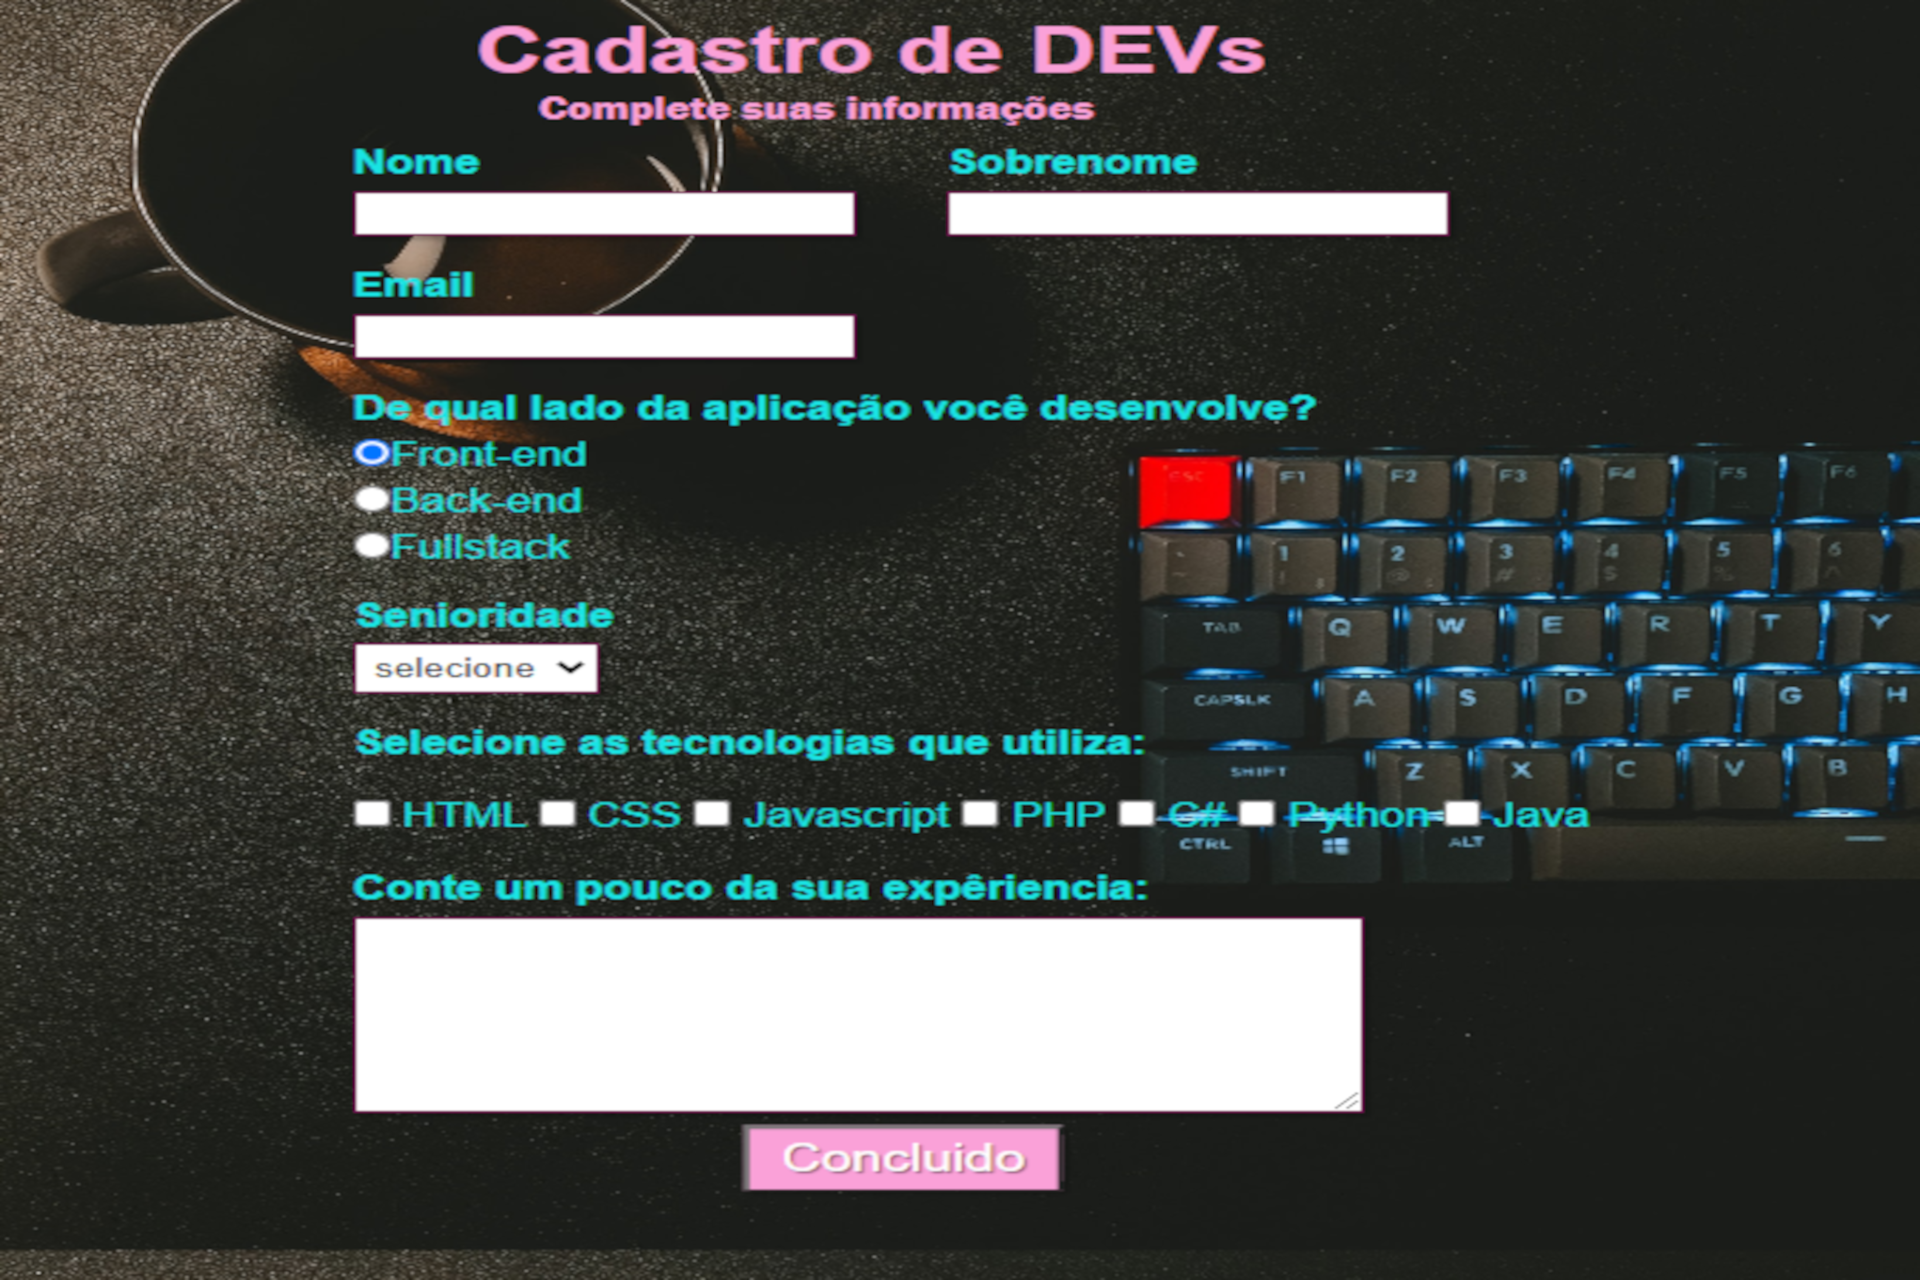 Cadastro de DEVs
Complete suas informações
Nome Sobrenome
Email
De qual lado da aplicação você desenvolve?
Front-end
Back-end
Fullstack
ESC F1 F2 F3 F4 F5 F6
1 2 3 4 5 6
! @ # $ % ^
Senioridade
selecione
TAB Q W E R T Y
CAPSLK A S D F G H
Selecione as tecnologias que utiliza:
SHIFT Z X C V B
HTML CSS Javascript PHP C# Python Java
CTRL ALT
Conte um pouco da sua expêriencia:
Concluido